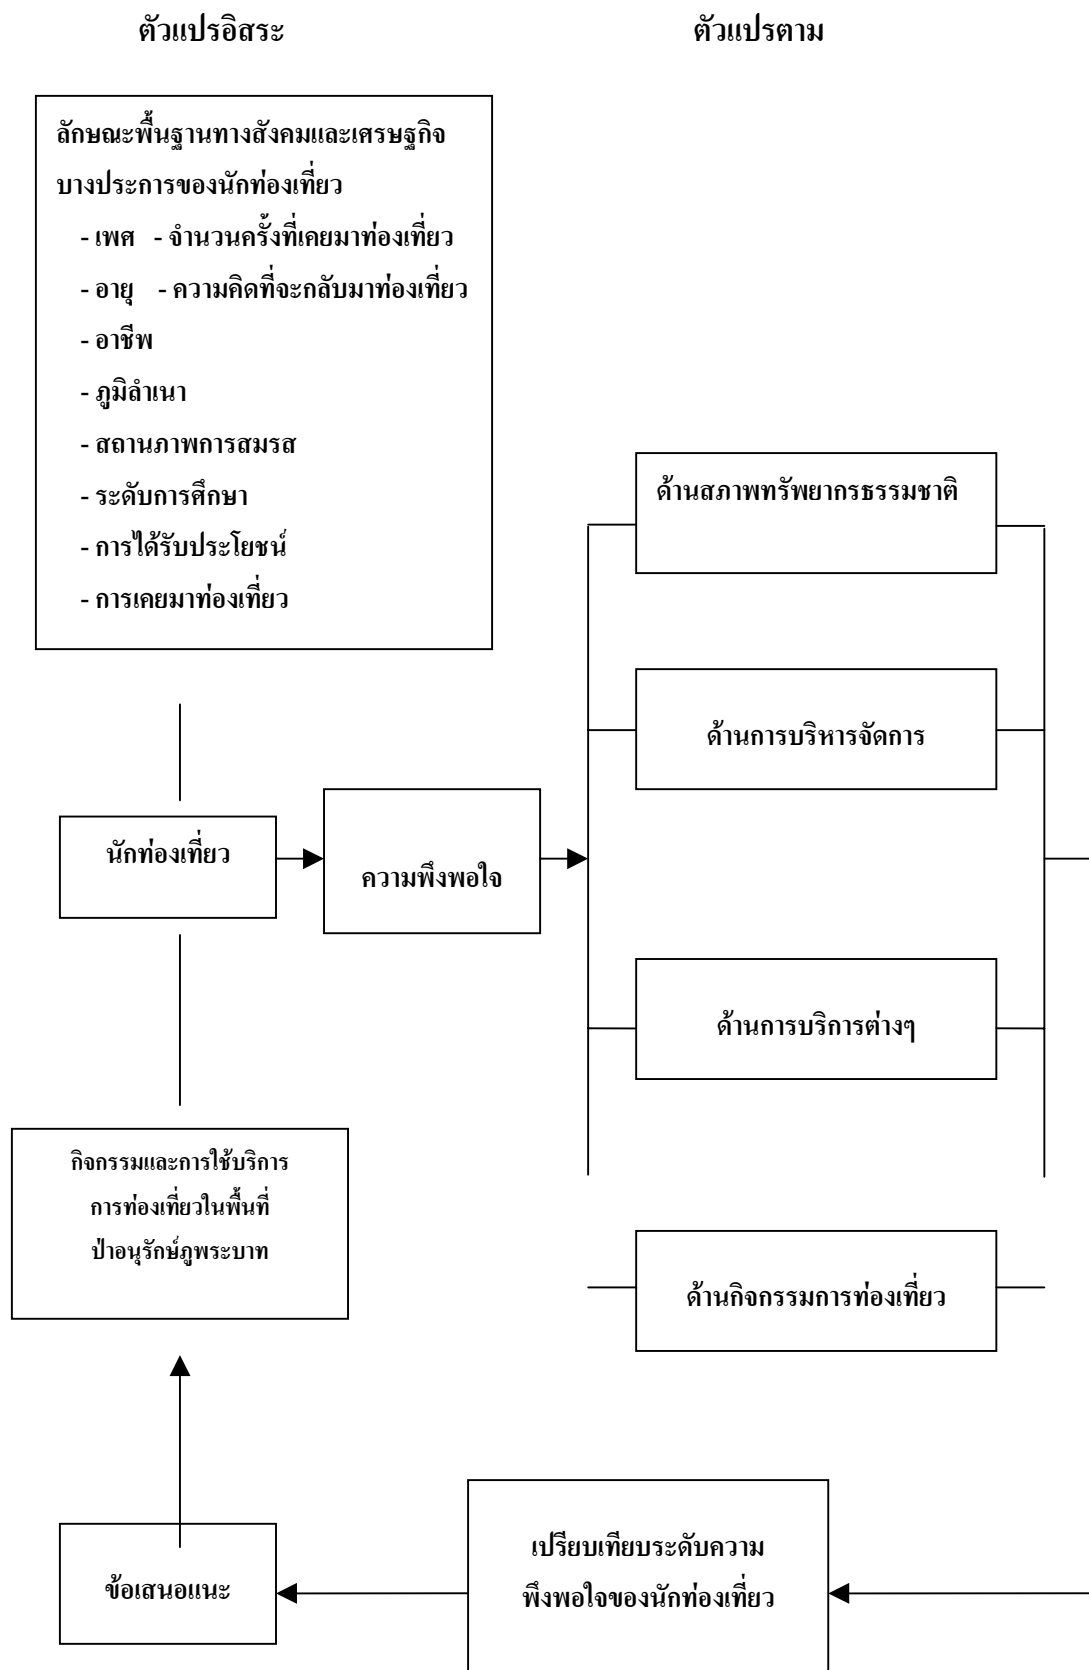 ตัวแปรอิสระ
ตัวแปรตาม
ลักษณะพื้นฐานทางสังคมและเศรษฐกิจ
บางประการของนักท่องเที่ยว
- เพศ - จำนวนครั้งที่เคยมาท่องเที่ยว
- อายุ - ความคิดที่จะกลับมาท่องเที่ยว
- อาชีพ
- ภูมิลำเนา
- สถานภาพการสมรส
- ระดับการศึกษา
- การได้รับประโยชน์
- การเคยมาท่องเที่ยว
ด้านสภาพทรัพยากรธรรมชาติ
ด้านการบริหารจัดการ
นักท่องเที่ยว
ความพึงพอใจ
ด้านการบริการต่างๆ
กิจกรรมและการใช้บริการ
การท่องเที่ยวในพื้นที่
ป่าอนุรักษ์ภูพระบาท
ด้านกิจกรรมการท่องเที่ยว
เปรียบเทียบระดับความ
พึงพอใจของนักท่องเที่ยว
ข้อเสนอแนะ